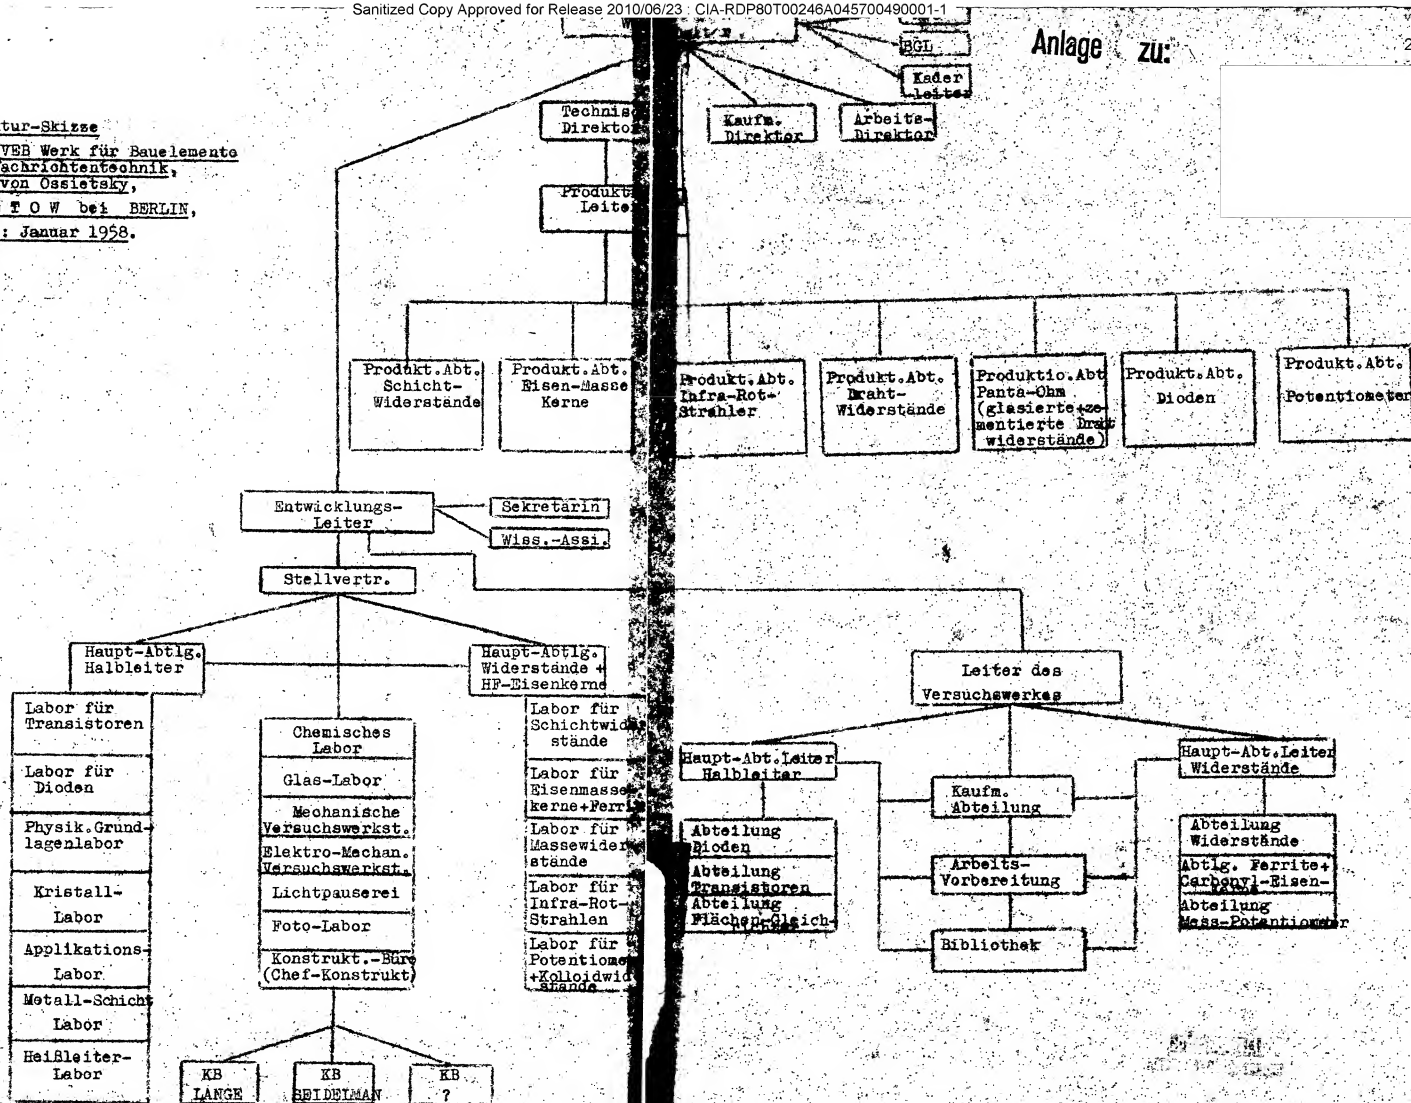 Sanitized Copy Approved for Release 2010/06/23 : CIA-RDP80T00246A045700490001-1
BGL
Kader
leiter
Anlage zu:
2
tur-Skizze
VEB Werk für Bauelemente
achrichtentechnik,
von Ossietsky,
T O W bei BERLIN,
: Januar 1958.
Technis
Direkto
Kaufm.
Direktor
Arbeits-
Direktor
Produkt
Leite
Produkt.Abt.
Schicht-
Widerstände
Produkt.Abt.
Eisen-Masse
Kerne
Produkt.Abt.
Infra-Rot-
Strahler
Produkt.Abt.
Draht-
Widerstände
Produktio.Abt
Panta-Ohm
(glasierte+ze-
mentierte Draht
widerstände)
Produkt.Abt.
Dioden
Produkt.Abt.
Potentiometer
Entwicklungs-
Leiter
Sekretärin
Wiss.-Assi.
Stellvertr.
Haupt-Abtlg.
Halbleiter
Haupt-Abtlg.
Widerstände +
HF-Eisenkerne
Labor für
Transistoren
Labor für
Dioden
Physik.Grund-
lagenlabor
Kristall-
Labor
Applikations-
Labor
Metall-Schicht
Labor
Heißleiter-
Labor
Chemisches
Labor
Glas-Labor
Mechanische
Versuchswerkst.
Elektro-Mechan.
Versuchswerkst.
Lichtpauserei
Foto-Labor
Konstrukt.-Büro
(Chef-Konstrukt)
KB
LANGE
KB
SEIDELMAN
KB
?
Labor für
Schichtwider
stände
Labor für
Eisenmasse
kerne+Ferri
Labor für
Massewider
stände
Labor für
Infra-Rot-
Strahlen
Labor für
Potentiome
+Kolloidwid
stände
Leiter des
Versuchswerkes
Haupt-Abt.Leiter
Halbleiter
Abteilung
Dioden
Abteilung
Transistoren
Abteilung
Flächen-Gleich-
Kaufm.
Abteilung
Arbeits-
Vorbereitung
Bibliothek
Haupt-Abt.Leiter
Widerstände
Abteilung
Widerstände
Abtlg. Ferrite+
Carbonyl-Eisen-
Abteilung
Mess-Potentiometer